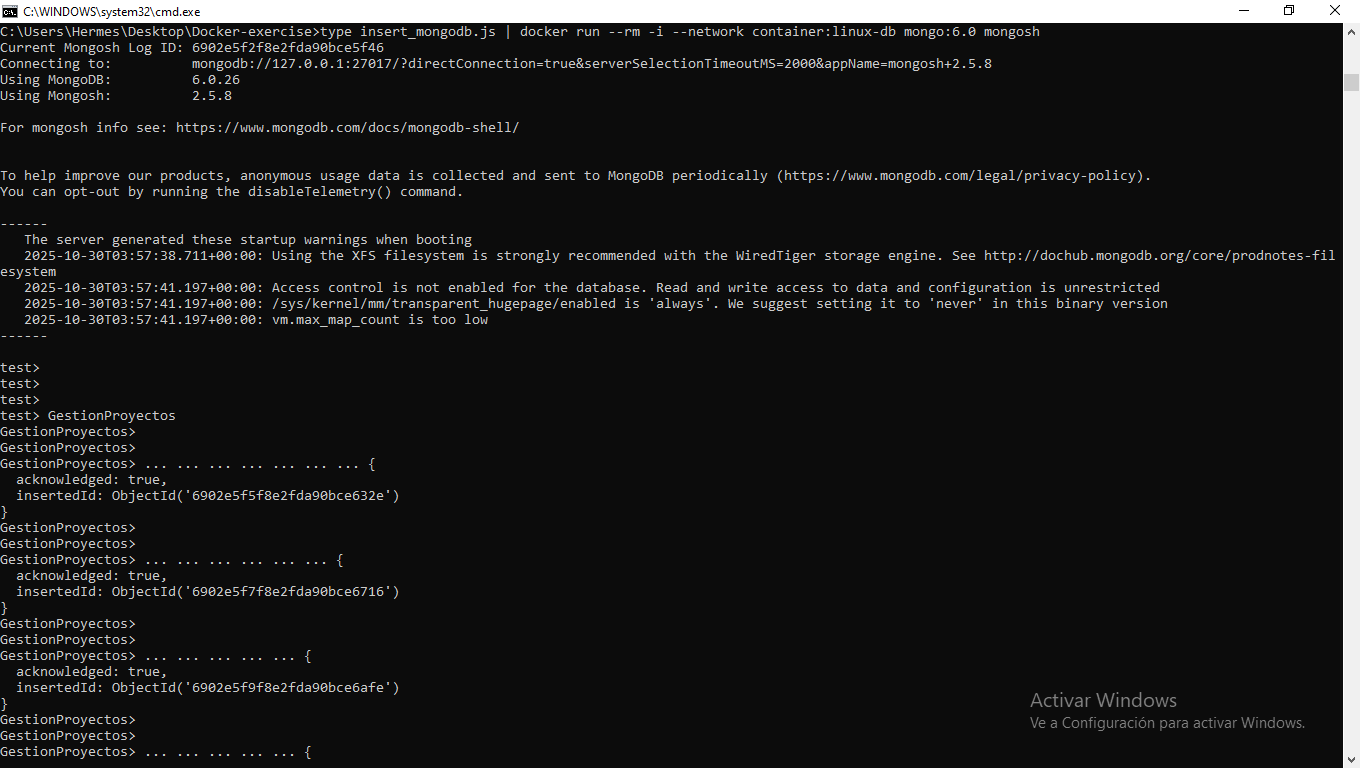 C:\WINDOWS\system32\cmd.exe
C:\Users\Hermes\Desktop\Docker-exercise>type insert_mongodb.js | docker run --rm -i --network container:linux-db mongo:6.0 mongosh
Current Mongosh Log ID: 6902e5f2f8e2fda90bce5f46
Connecting to:          mongodb://127.0.0.1:27017/?directConnection=true&serverSelectionTimeoutMS=2000&appName=mongosh+2.5.8
Using MongoDB:          6.0.26
Using Mongosh:          2.5.8
For mongosh info see: https://www.mongodb.com/docs/mongodb-shell/
To help improve our products, anonymous usage data is collected and sent to MongoDB periodically (https://www.mongodb.com/legal/privacy-policy).
You can opt-out by running the disableTelemetry() command.
------
   The server generated these startup warnings when booting
   2025-10-30T03:57:38.711+00:00: Using the XFS filesystem is strongly recommended with the WiredTiger storage engine. See http://dochub.mongodb.org/core/prodnotes-fil
esystem
   2025-10-30T03:57:41.197+00:00: Access control is not enabled for the database. Read and write access to data and configuration is unrestricted
   2025-10-30T03:57:41.197+00:00: /sys/kernel/mm/transparent_hugepage/enabled is 'always'. We suggest setting it to 'never' in this binary version
   2025-10-30T03:57:41.197+00:00: vm.max_map_count is too low
------
test>
test>
test>
test> GestionProyectos
GestionProyectos>
GestionProyectos>
GestionProyectos> ... ... ... ... ... ... ... {
  acknowledged: true,
  insertedId: ObjectId('6902e5f5f8e2fda90bce632e')
}
GestionProyectos>
GestionProyectos>
GestionProyectos> ... ... ... ... ... ... {
  acknowledged: true,
  insertedId: ObjectId('6902e5f7f8e2fda90bce6716')
}
GestionProyectos>
GestionProyectos>
GestionProyectos> ... ... ... ... ... {
  acknowledged: true,
  insertedId: ObjectId('6902e5f9f8e2fda90bce6afe')
}
GestionProyectos>
GestionProyectos>
GestionProyectos> ... ... ... ... ... {
Activar Windows
Ve a Configuración para activar Windows.